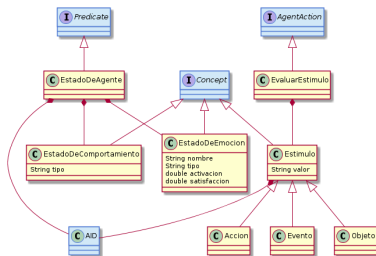 I Predicate
I AgentAction
C EstadoDeAgente
I Concept
C EvaluarEstimulo
C EstadoDeComportamiento
String tipo
C EstadoDeEmocion
String nombre
String tipo
double activacion
double satisfaccion
C Estimulo
String valor
C AID
C Accion
C Evento
C Objeto